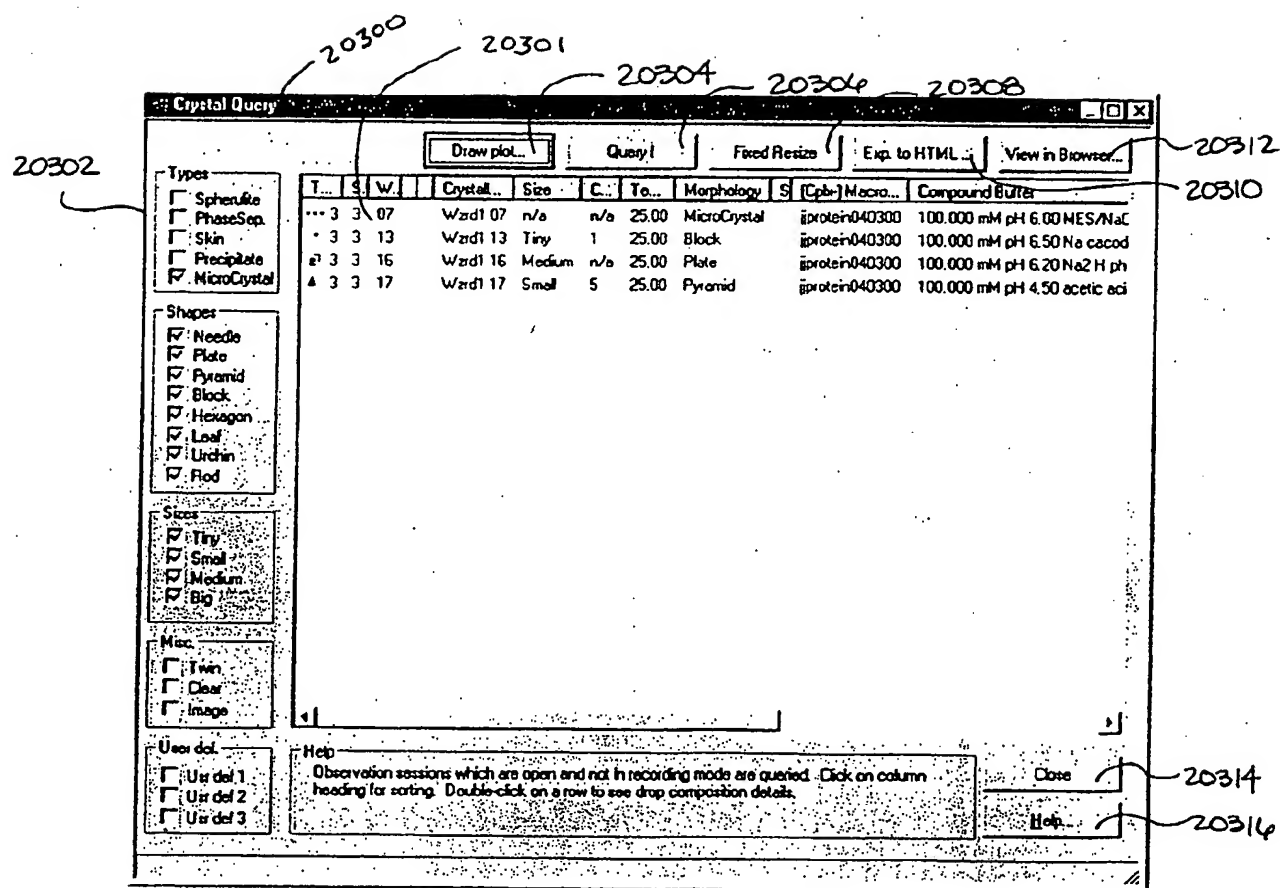 20300
20301
20304
20306
20308
Crystal Query
Draw plot...
Query !
Fixed Resize
Exp. to HTML ...
View in Browser...
20312
20310
20302
Types
Spherulite
PhaseSep.
Skin
Precipitate
MicroCrystal
Shapes
Needle
Plate
Pyramid
Block
Hexagon
Leaf
Urchin
Rod
Sizes
Tiny
Small
Medium
Big
Misc.
Twin
Clear
Image
User def.
Usr def 1
Usr def 2
Usr def 3
T... S. W. Crystall... Size C... Te... Morphology S [Cpb-] Macro... Compound Buffer
3 3 07 Wzrd1 07 n/a n/a 25.00 MicroCrystal jjprotein040300 100.000 mM pH 6.00 MES/NaC
3 3 13 Wzrd1 13 Tiny 1 25.00 Block jjprotein040300 100.000 mM pH 6.50 Na cacod
3 3 16 Wzrd1 16 Medium n/a 25.00 Plate jjprotein040300 100.000 mM pH 6.20 Na2 H ph
3 3 17 Wzrd1 17 Small 5 25.00 Pyramid jjprotein040300 100.000 mM pH 4.50 acetic aci
Help
Observation sessions which are open and not in recording mode are queried. Click on column
heading for sorting. Double-click on a row to see drop composition details.
Close
20314
Help...
20316